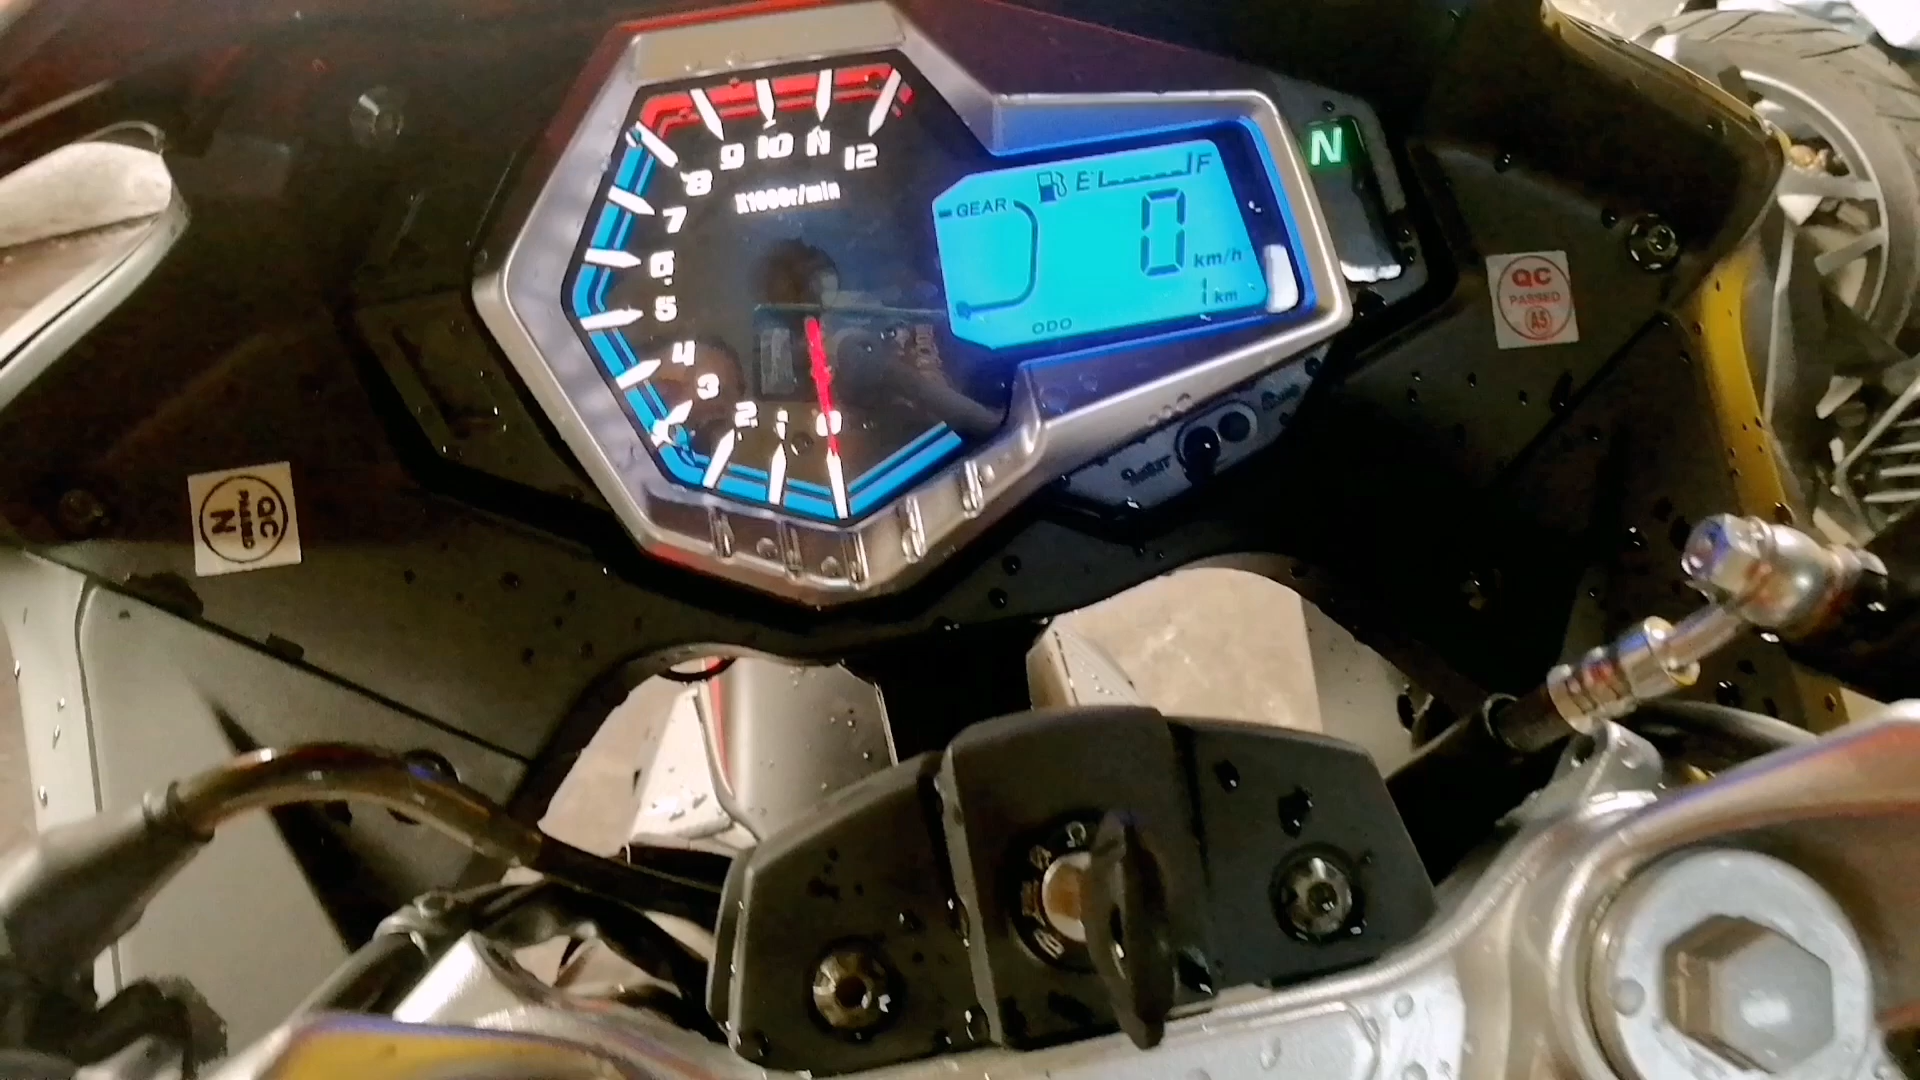 9 10 11 12
8
X1000r/min
7
6
5
4
3
2 1 0
E F
GEAR
0
km/h
1 km
ODO
N
QC
PASSED
A5
QC
PASSED
N